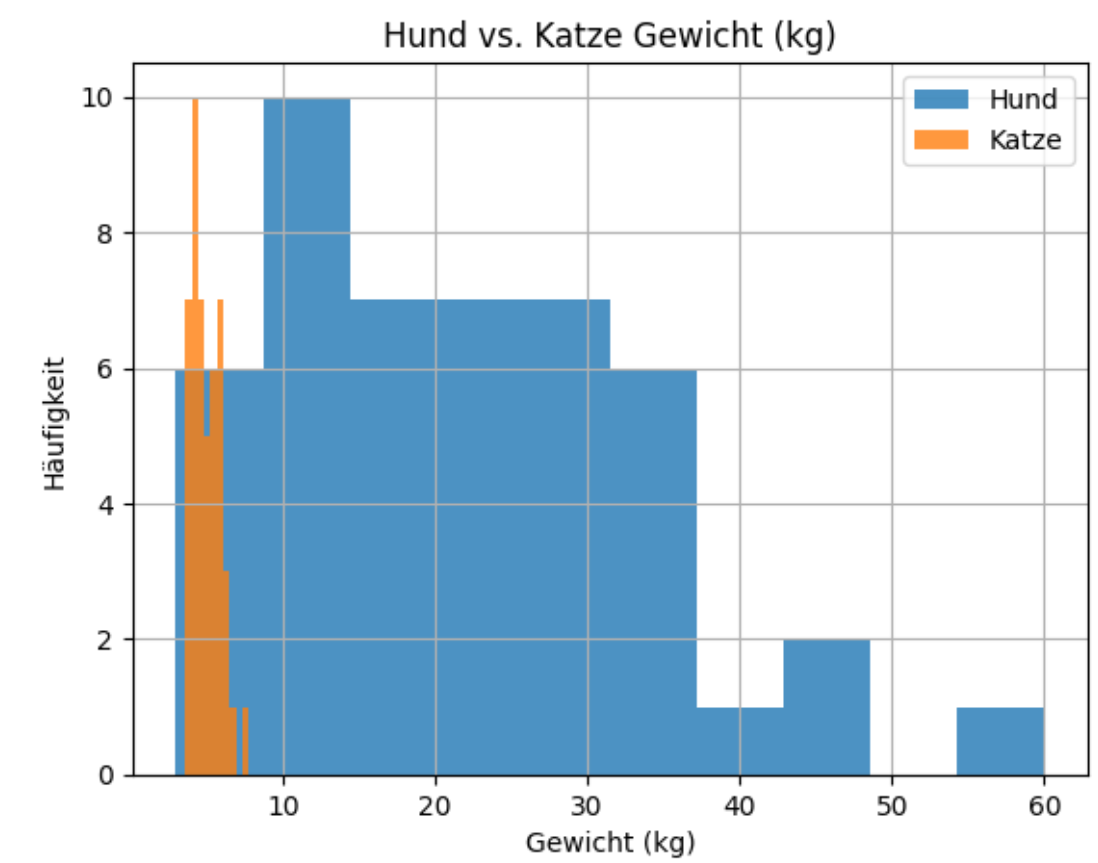 Hund vs. Katze Gewicht (kg)
Hund
Katze
10
8
6
4
2
0
Häufigkeit
10 20 30 40 50 60
Gewicht (kg)